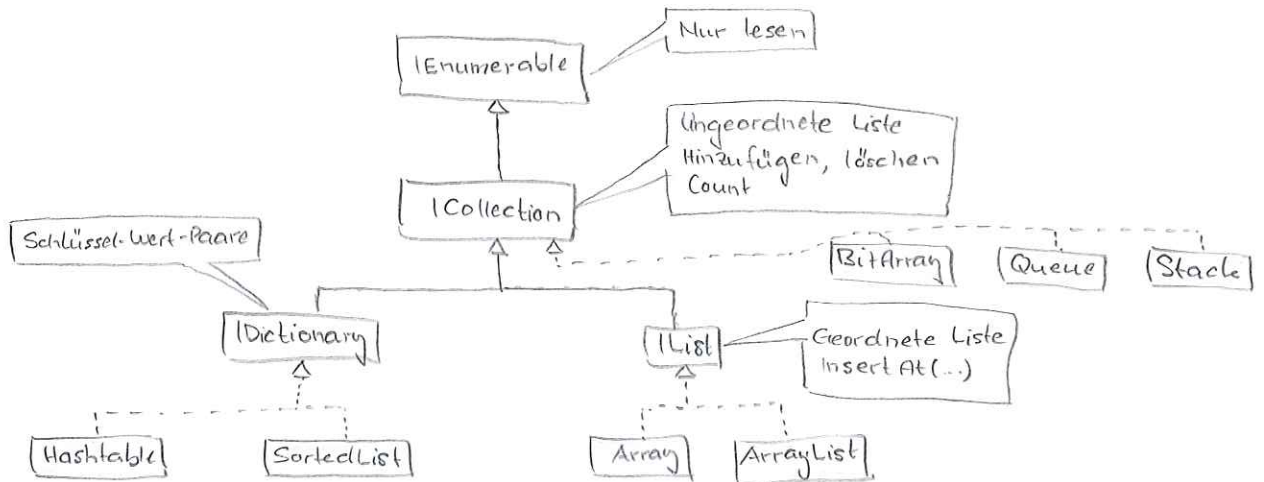 Nur lesen
IEnumerable
Ungeordnete Liste
Hinzufügen, löschen
Count
ICollection
Schlüssel-Wert-Paare
BitArray
Queue
Stack
IDictionary
IList
Geordnete Liste
InsertAt(...)
Hashtable
SortedList
Array
ArrayList